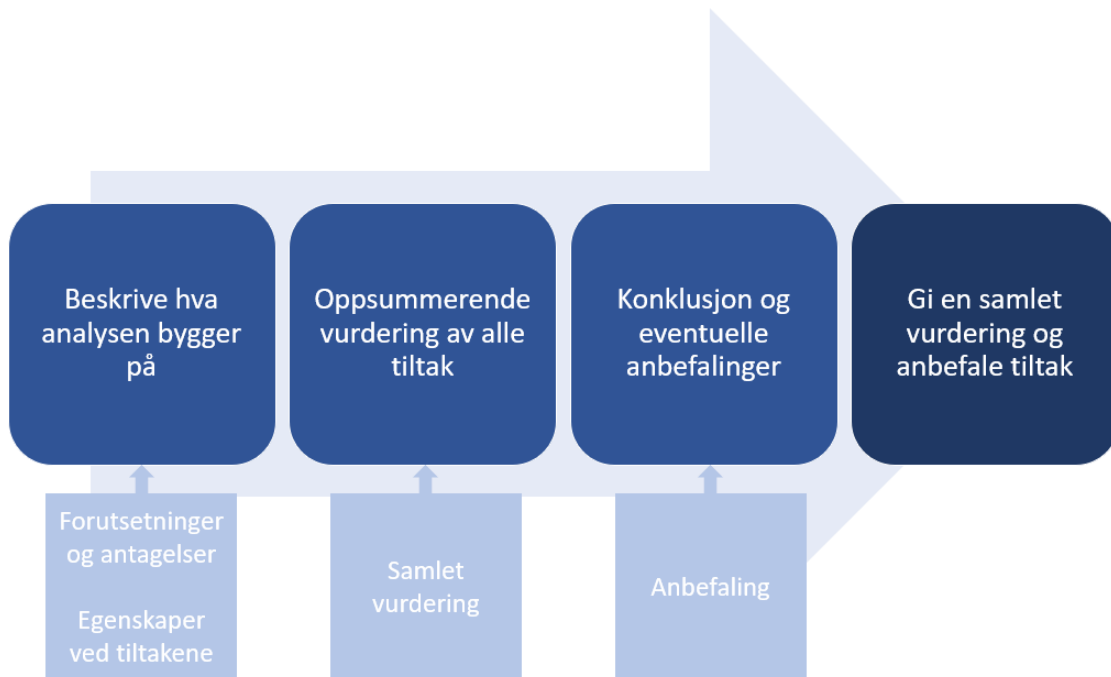 Beskrive hva
analysen bygger
på
Oppsummerende
vurdering av alle
tiltak
Konklusjon og
eventuelle
anbefalinger
Gi en samlet
vurdering og
anbefale tiltak
Forutsetninger
og antagelser
Egenskaper
ved tiltakene
Samlet
vurdering
Anbefaling